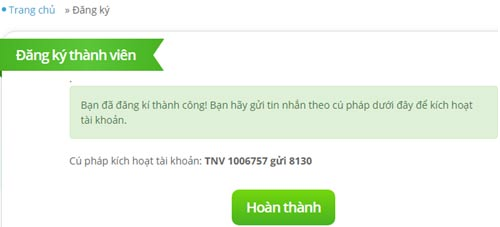 Trang chủ » Đăng ký
Đăng ký thành viên
.
Bạn đã đăng kí thành công! Bạn hãy gửi tin nhắn theo cú pháp dưới đây để kích hoạt
tài khoản.
Cú pháp kích hoạt tài khoản: TNV 1006757 gửi 8130
Hoàn thành